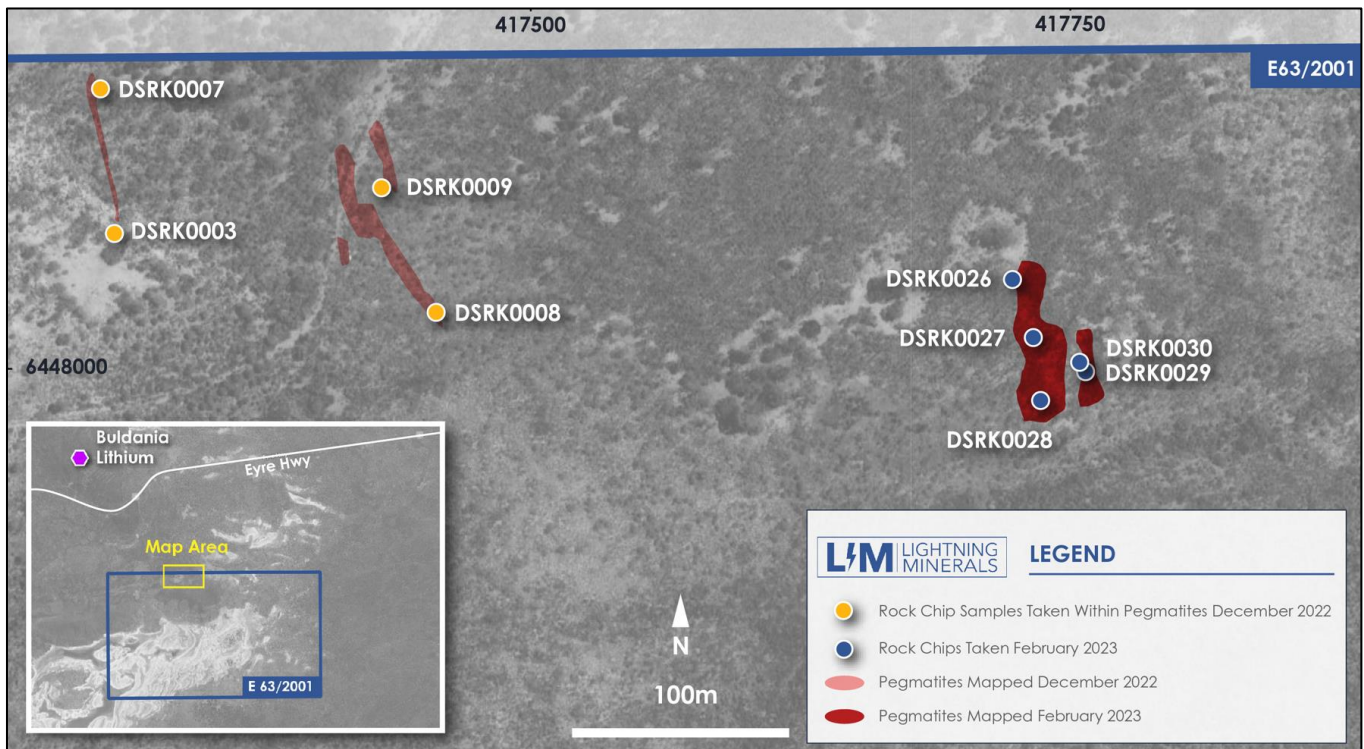 417500
417750
E63/2001
DSRK0007
DSRK0009
DSRK0003
DSRK0008
DSRK0026
DSRK0027
DSRK0030
DSRK0029
DSRK0028
6448000
Buldania
Lithium
Eyre Hwy
Map Area
E 63/2001
N
100m
LIM LIGHTNING
MINERALS
LEGEND
Rock Chip Samples Taken Within Pegmatites December 2022
Rock Chips Taken February 2023
Pegmatites Mapped December 2022
Pegmatites Mapped February 2023